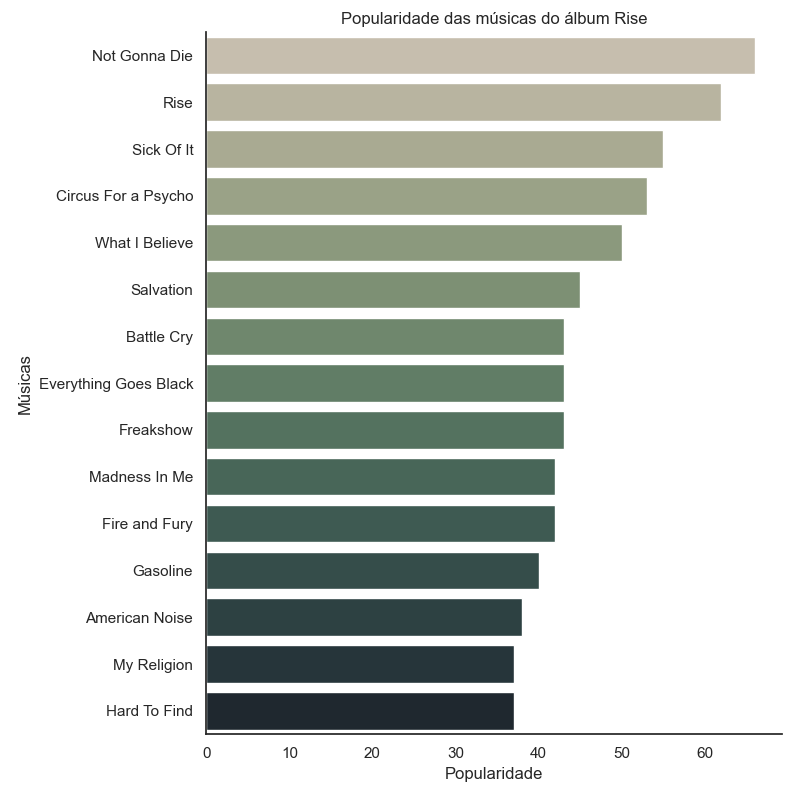 Popularidade das músicas do álbum Rise
Not Gonna Die
Rise
Sick Of It
Circus For a Psycho
What I Believe
Salvation
Battle Cry
Everything Goes Black
Freakshow
Madness In Me
Fire and Fury
Gasoline
American Noise
My Religion
Hard To Find
Músicas
0 10 20 30 40 50 60
Popularidade